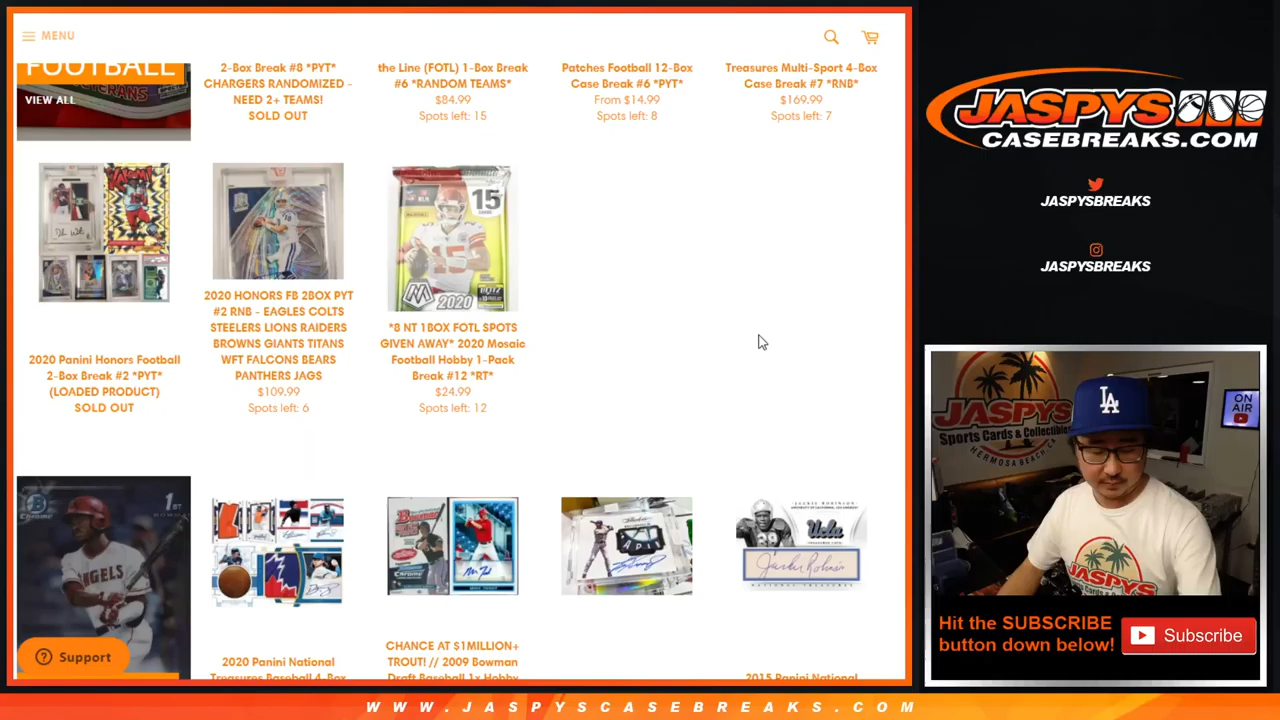 MENU
FOOTBALL
VIEW ALL
2-Box Break #8 *PYT*
CHARGERS RANDOMIZED -
NEED 2+ TEAMS!
SOLD OUT
the Line (FOTL) 1-Box Break
#6 *RANDOM TEAMS*
$84.99
Spots left: 15
Patches Football 12-Box
Case Break #6 *PYT*
From $14.99
Spots left: 8
Treasures Multi-Sport 4-Box
Case Break #7 *RNB*
$169.99
Spots left: 7
2020 Panini Honors Football
2-Box Break #2 *PYT*
(LOADED PRODUCT)
SOLD OUT
2020 HONORS FB 2BOX PYT
#2 RNB - EAGLES COLTS
STEELERS LIONS RAIDERS
BROWNS GIANTS TITANS
WFT FALCONS BEARS
PANTHERS JAGS
$109.99
Spots left: 6
15
2020
*8 NT 1BOX FOTL SPOTS
GIVEN AWAY* 2020 Mosaic
Football Hobby 1-Pack
Break #12 *RT*
$24.99
Spots left: 12
1ST
ANGELS
Support
2020 Panini National
Treasures Baseball 4-Box
Bowman
CHANCE AT $1MILLION+
TROUT! // 2009 Bowman
Draft Baseball 1x Hobby
Ucla
2015 Panini National
JASPYS
CASEBREAKS.COM
JASPYSBREAKS
JASPYSBREAKS
JASPYS
Sports Cards & Collectibles
HERMOSA BEACH, CA
LA
ON
AIR
JASPYS
Hit the SUBSCRIBE
button down below!
Subscribe
WWW.JASPYSCASEBREAKS.COM